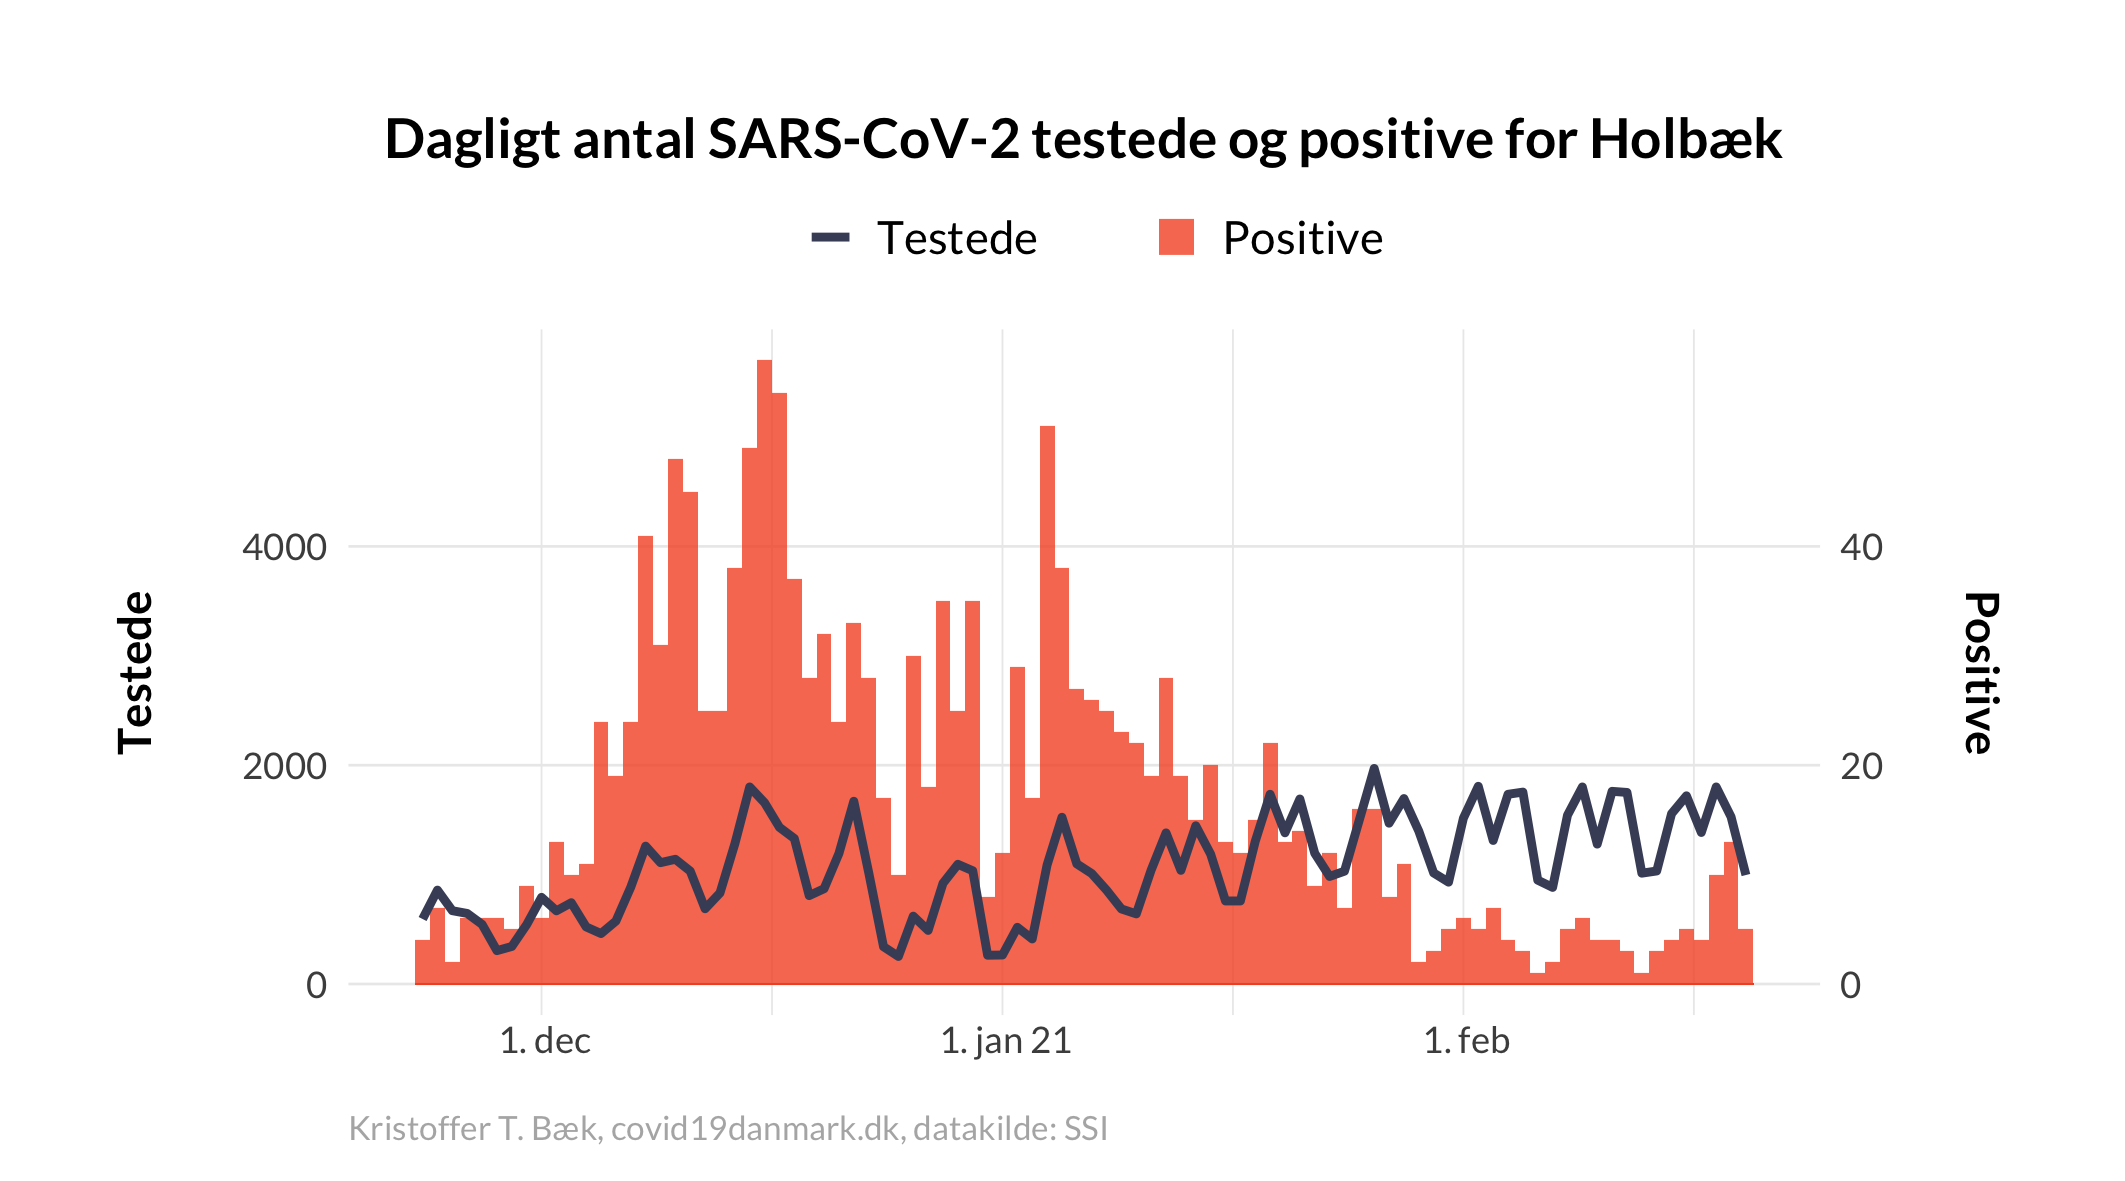 Dagligt antal SARS-CoV-2 testede og positive for Holbæk
Testede
Positive
Testede
4000
2000
0
40
20
0
Positive
1. dec
1. jan 21
1. feb
Kristoffer T. Bæk, covid19danmark.dk, datakilde: SSI